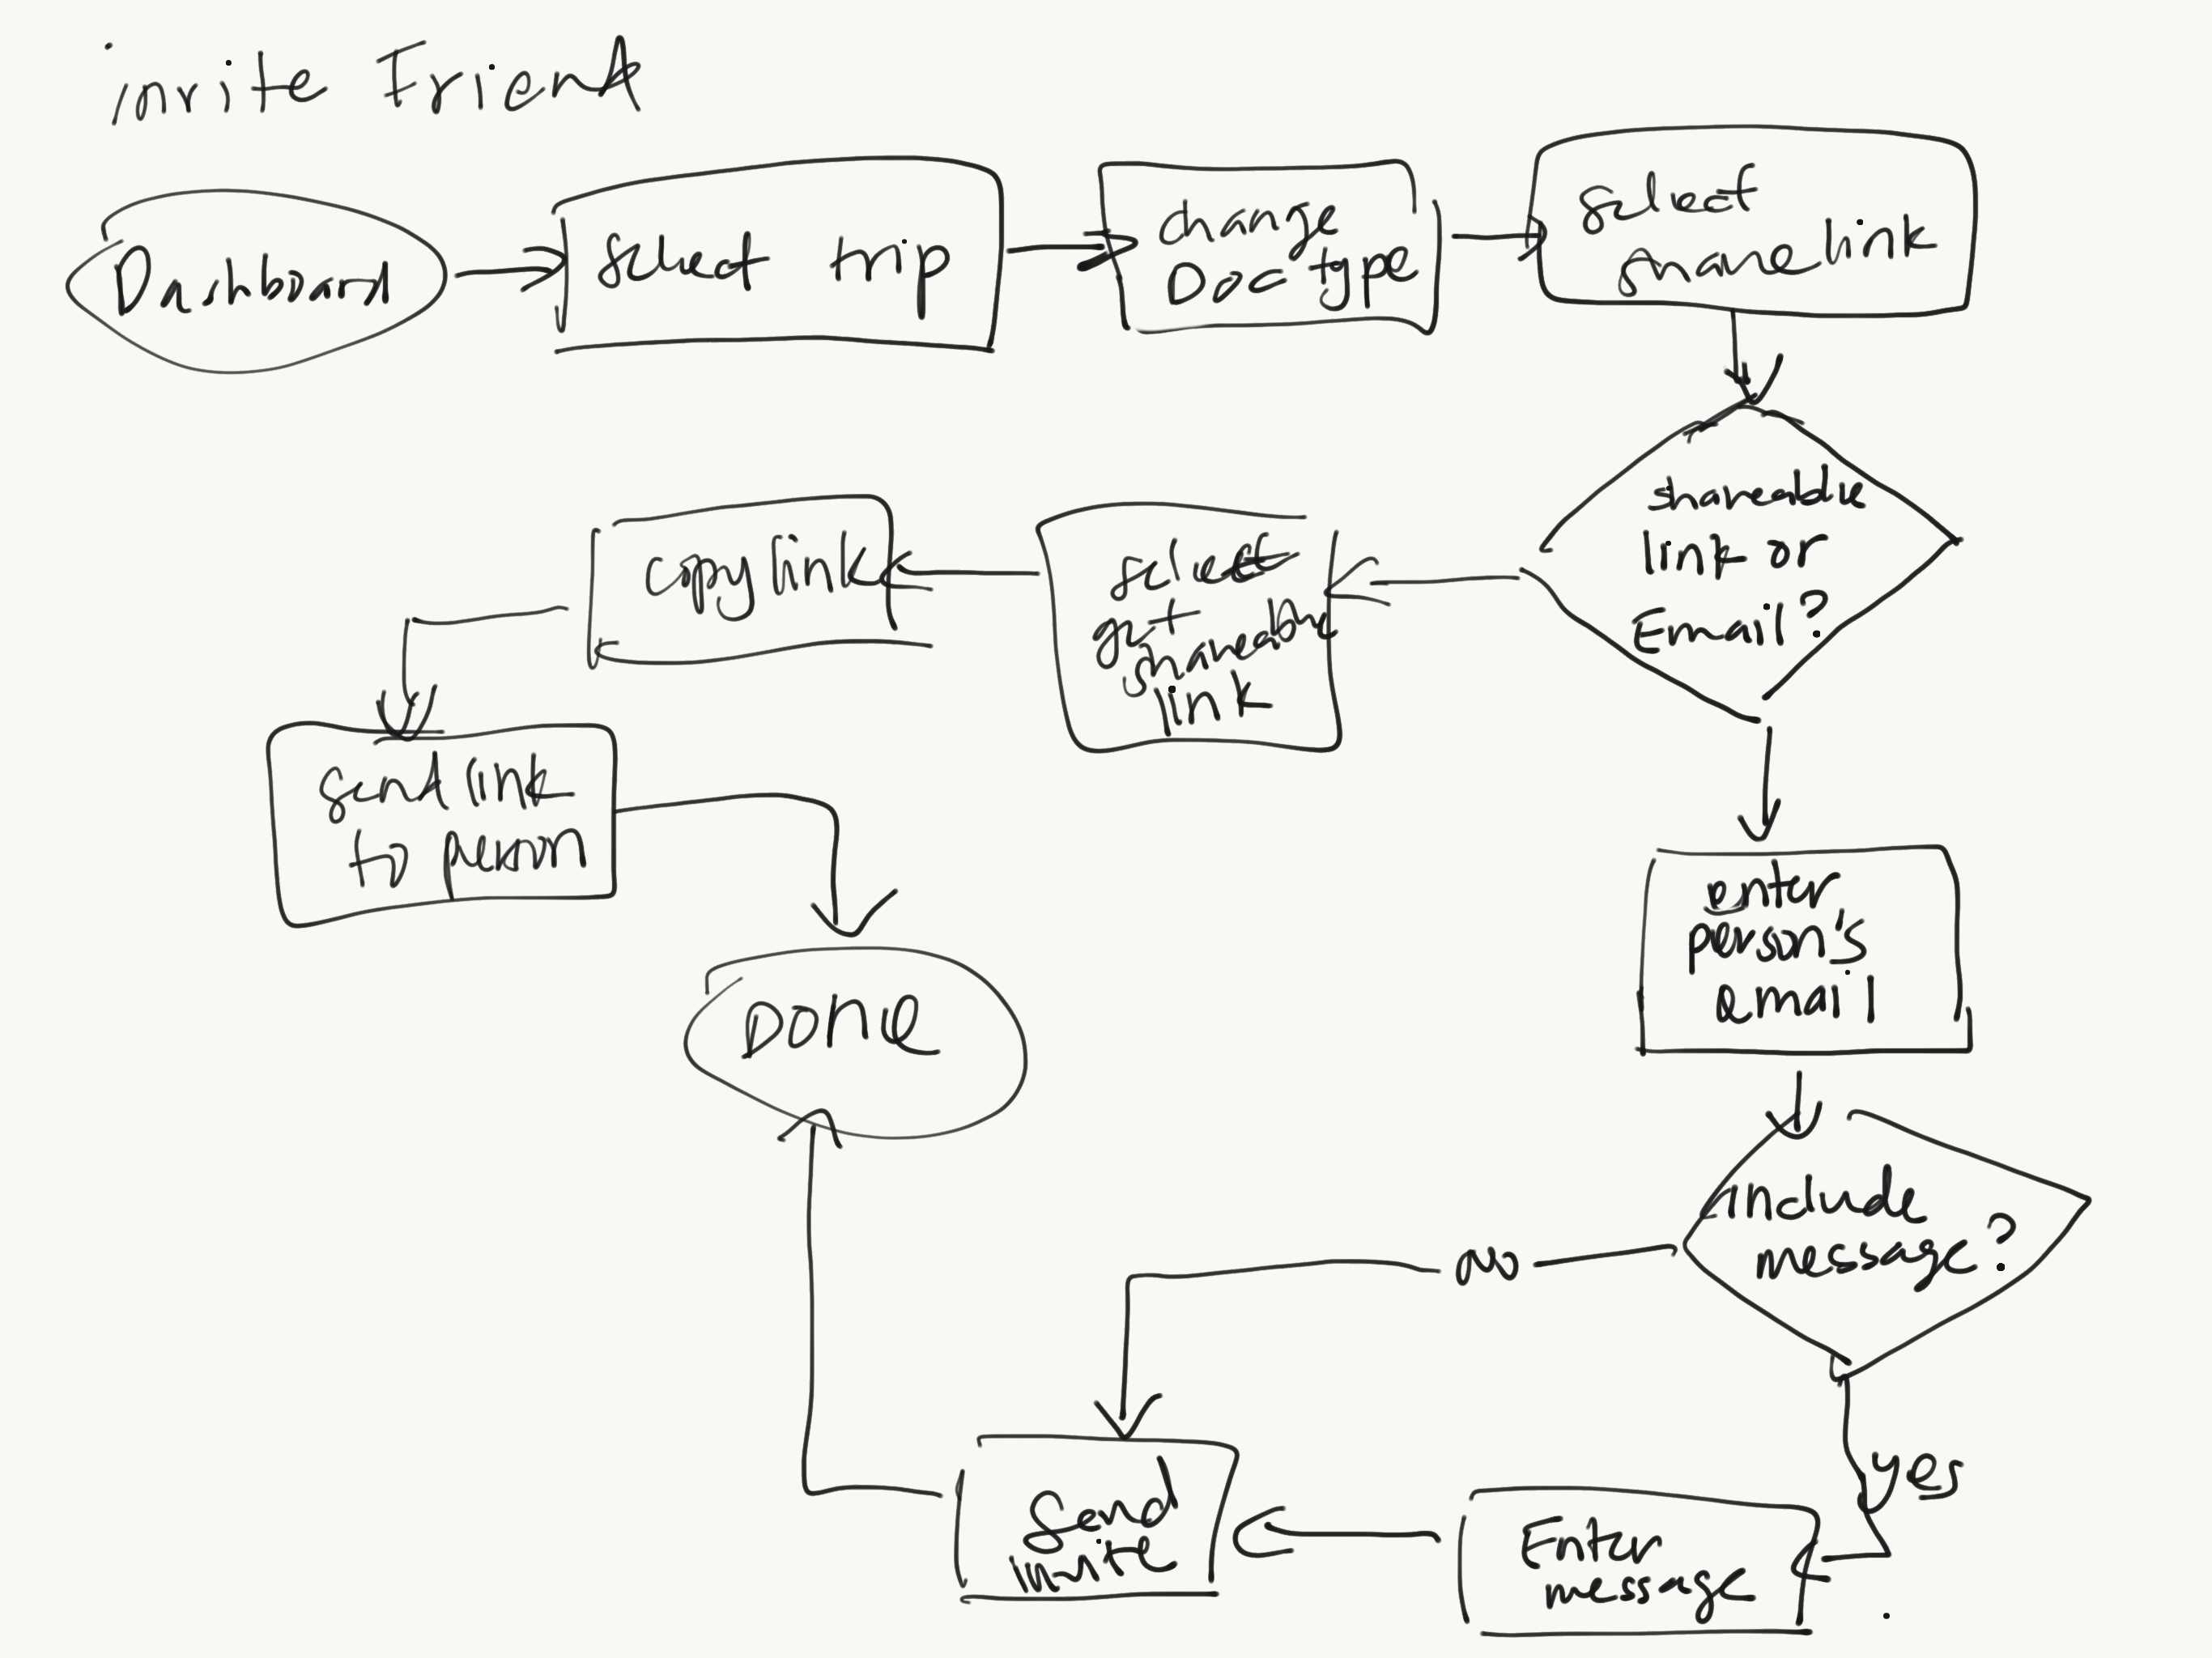 invite Friend
Dashboard
select trip
change
Doc type
select
share link
shareable
link or
Email?
select
get
shareable
link
copy link
send link
to person
Done
enter
person's
email
include
message?
no
yes
Enter
message
Send
invite